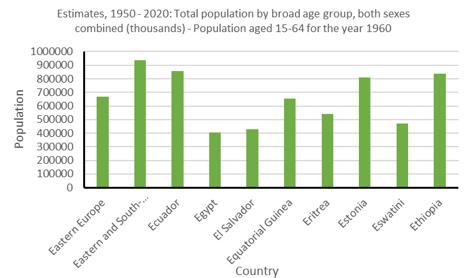 Estimates, 1950 - 2020: Total population by broad age group, both sexes
combined (thousands) - Population aged 15-64 for the year 1960
1000000
900000
800000
700000
600000
500000
400000
300000
200000
100000
0
Population
Eastern Europe
Eastern and South-...
Ecuador
Egypt
El Salvador
Equatorial Guinea
Eritrea
Estonia
Eswatini
Ethiopia
Country